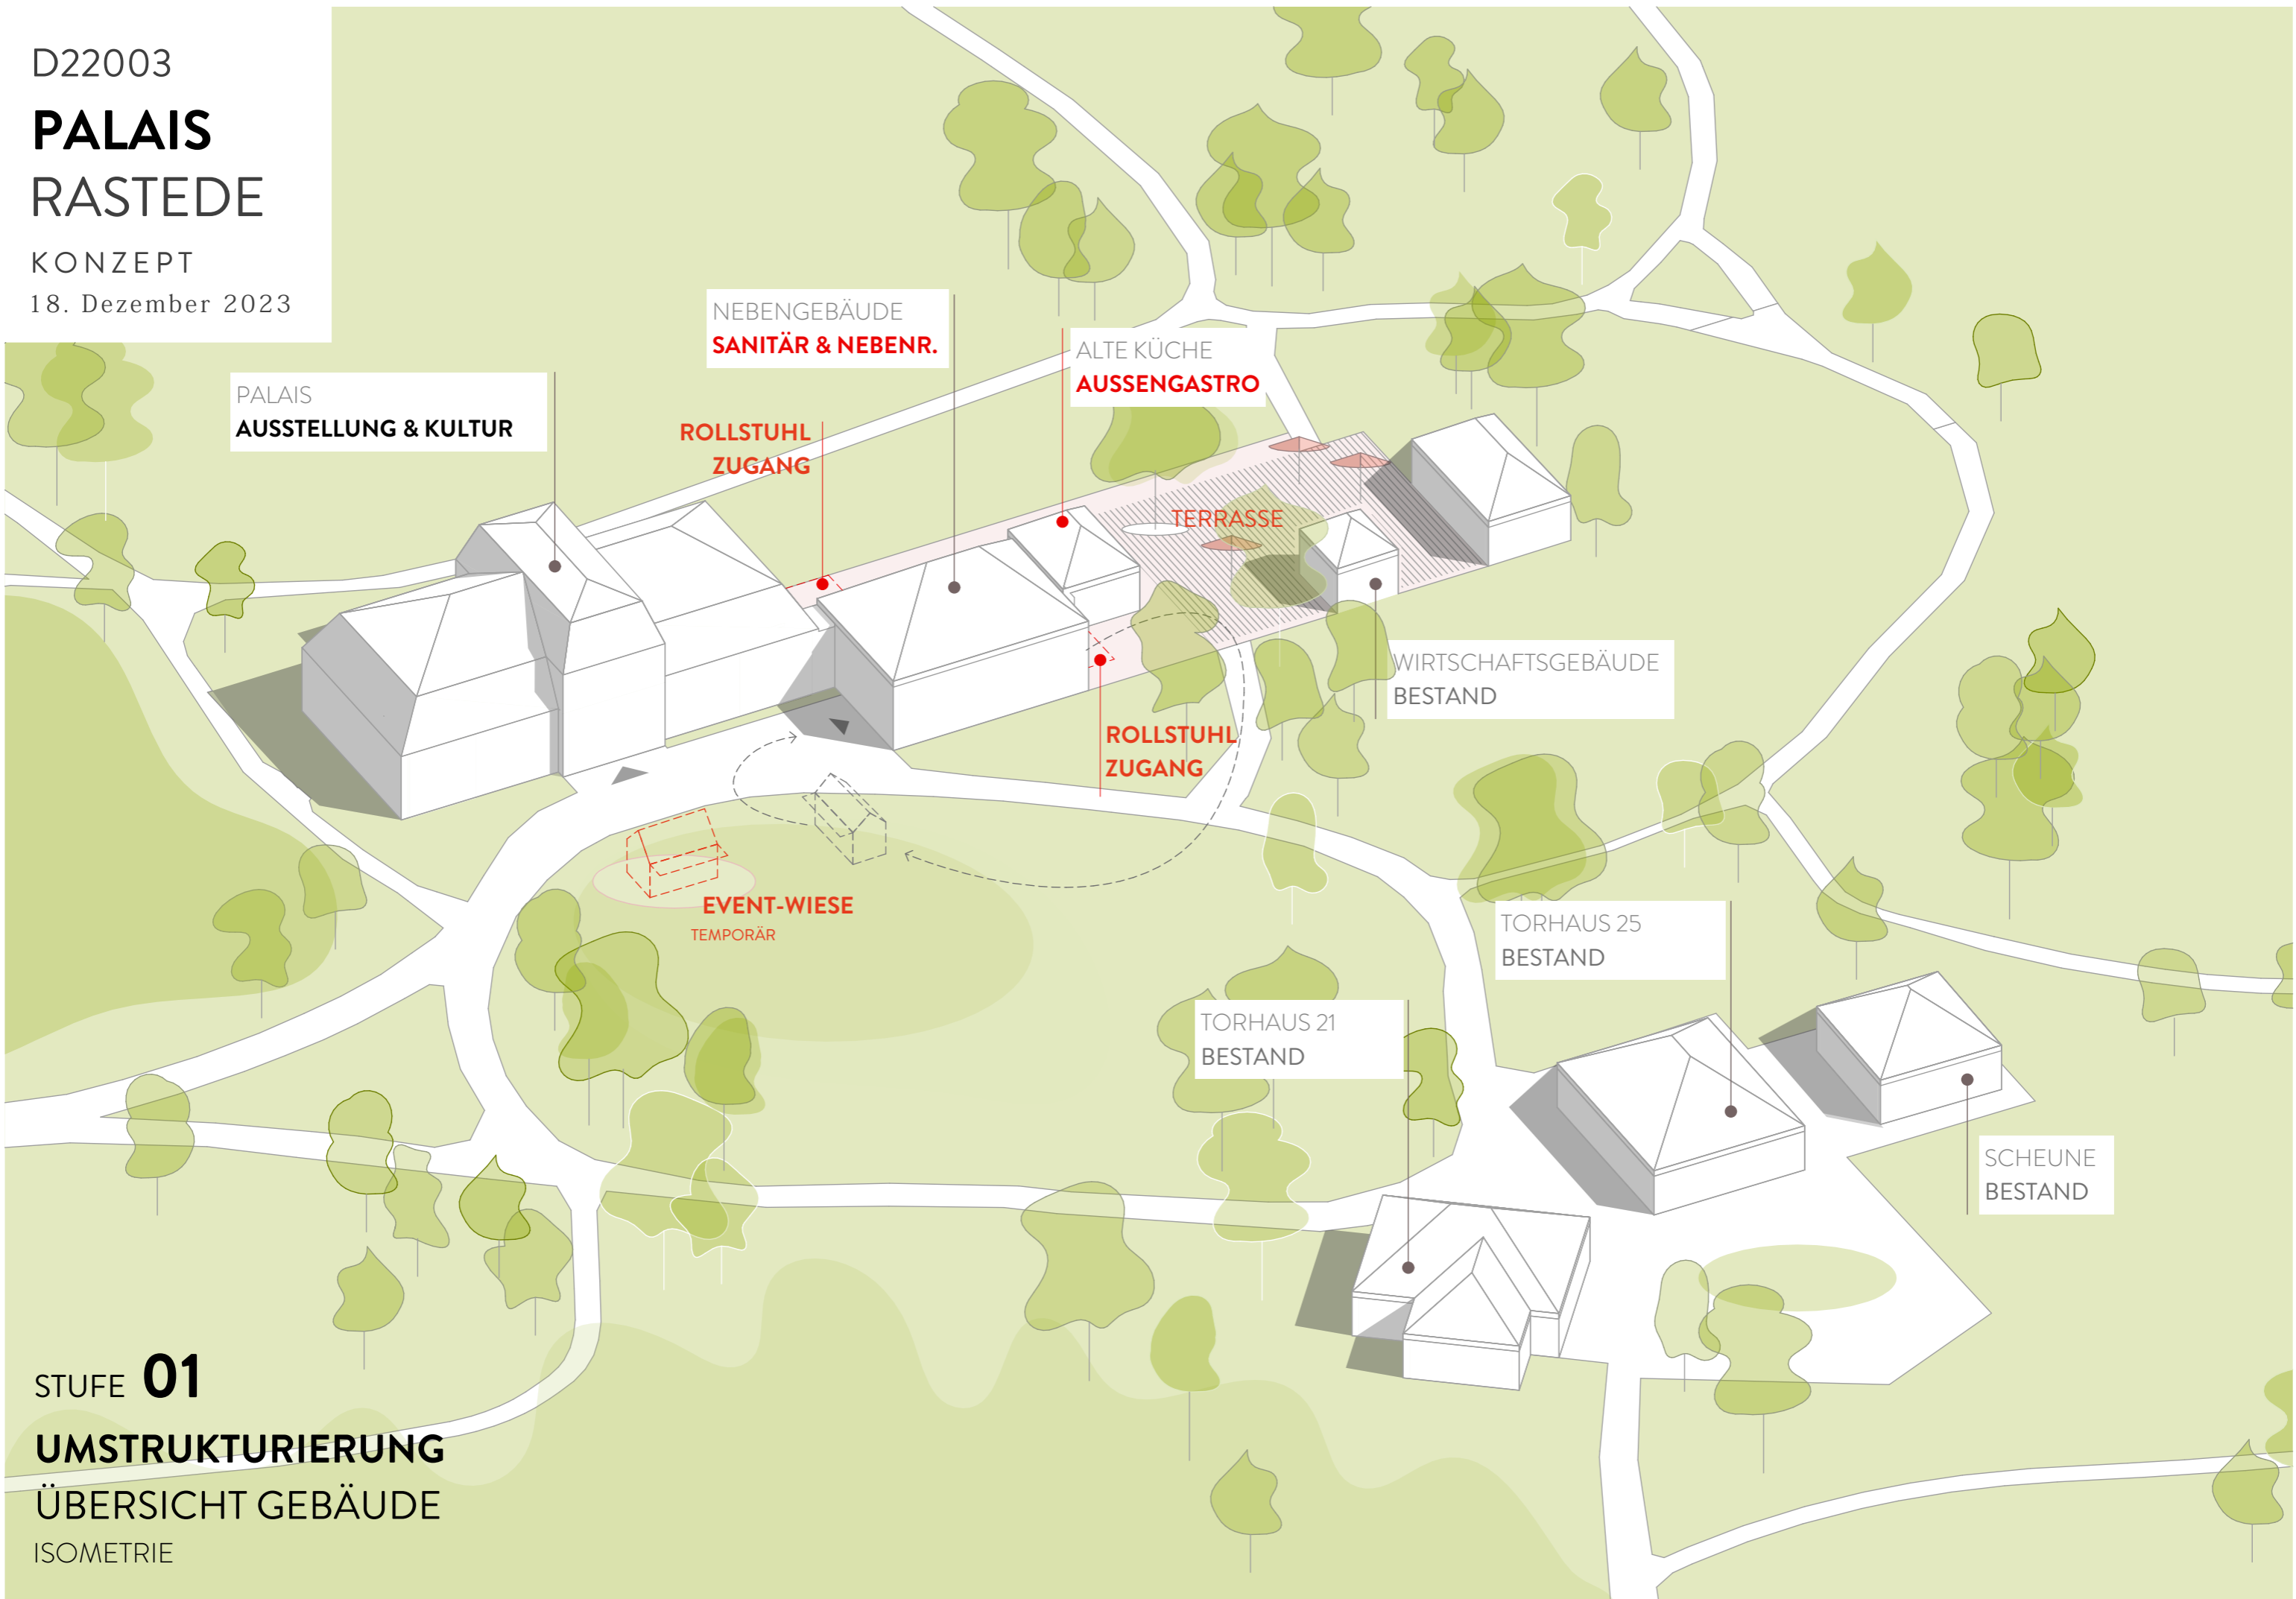 D22003
PALAIS
RASTEDE
KONZEPT
18. Dezember 2023
NEBENGEBÄUDE
SANITÄR & NEBENR.
ALTE KÜCHE
AUSSENGASTRO
PALAIS
AUSSTELLUNG & KULTUR
ROLLSTUHL
ZUGANG
TERRASSE
WIRTSCHAFTSGEBÄUDE
BESTAND
ROLLSTUHL
ZUGANG
EVENT-WIESE
TEMPORÄR
TORHAUS 25
BESTAND
TORHAUS 21
BESTAND
SCHEUNE
BESTAND
STUFE 01
UMSTRUKTURIERUNG
ÜBERSICHT GEBÄUDE
ISOMETRIE